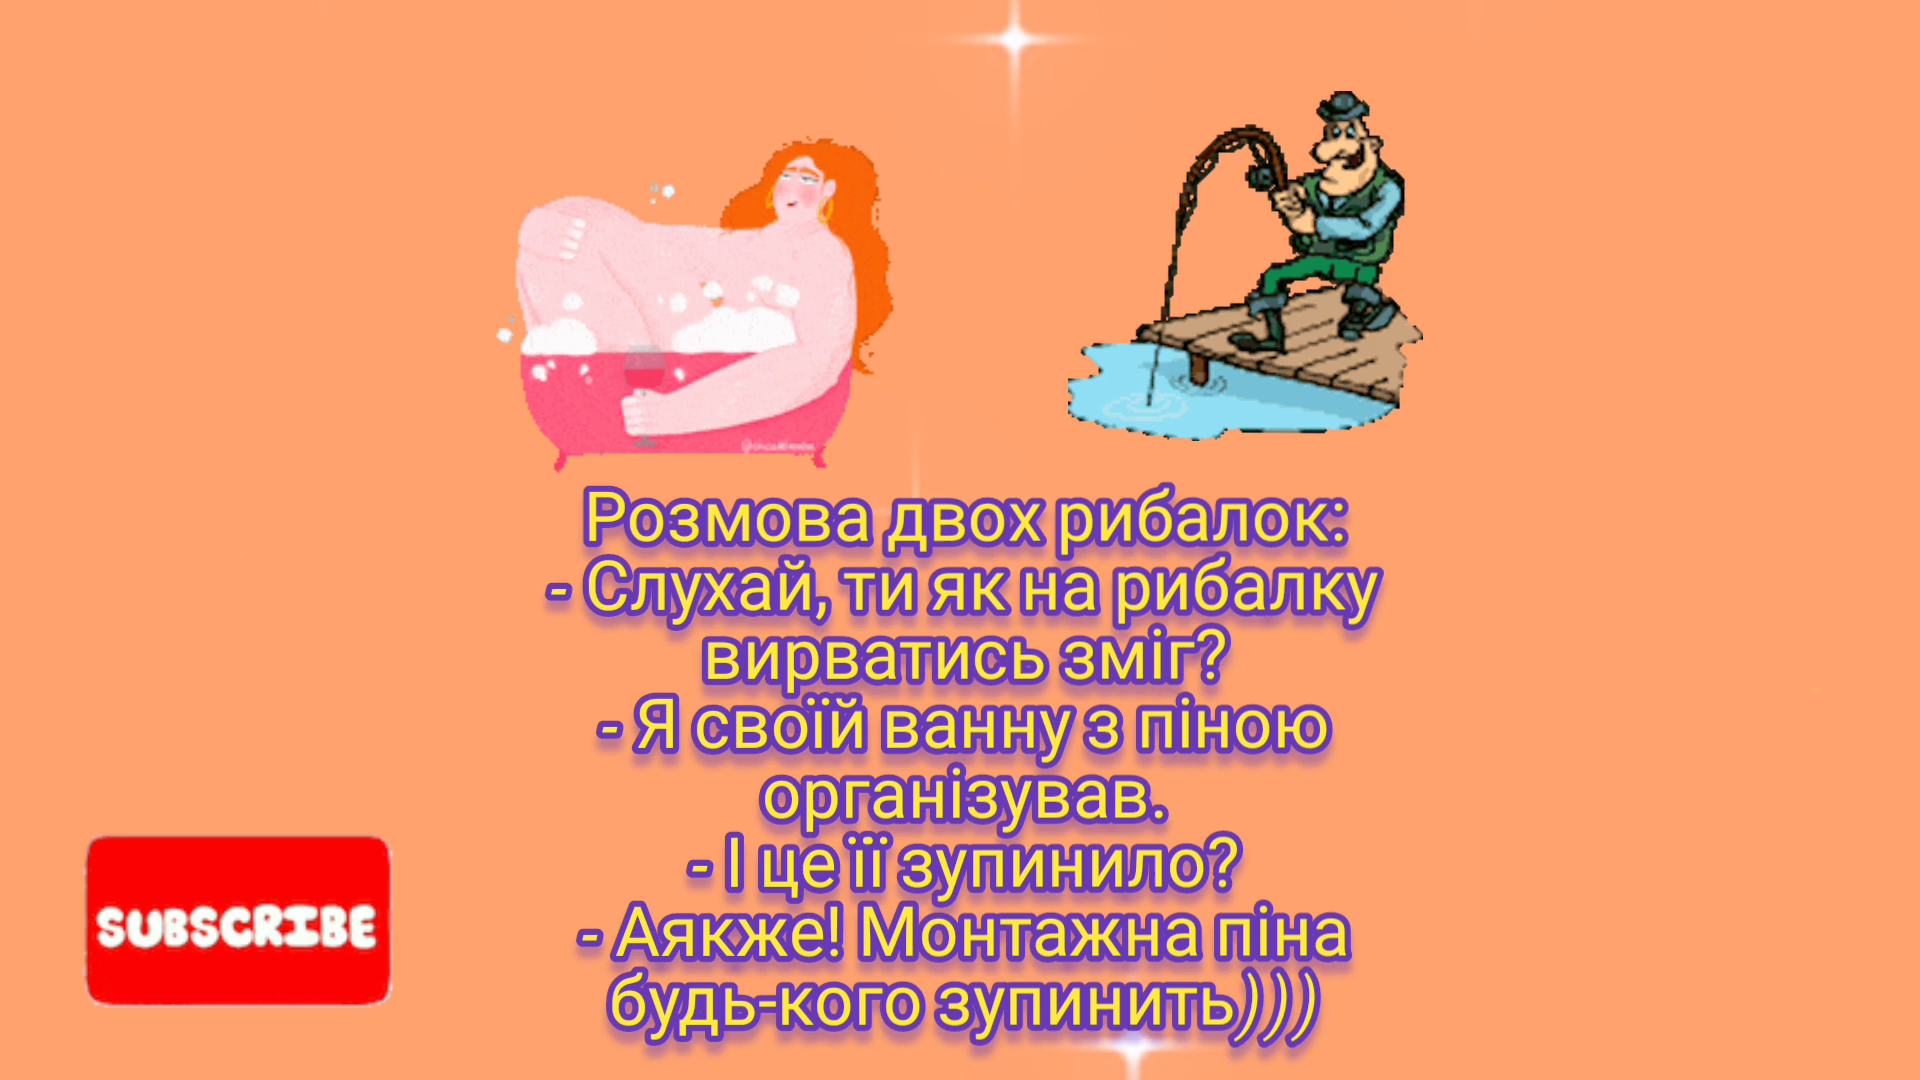 Розмова двох рибалок:
- Слухай, ти як на рибалку
вирватись зміг?
- Я своїй ванну з піною
організував.
- І це її зупинило?
- Аякже! Монтажна піна
будь-кого зупинить)))
SUBSCRIBE